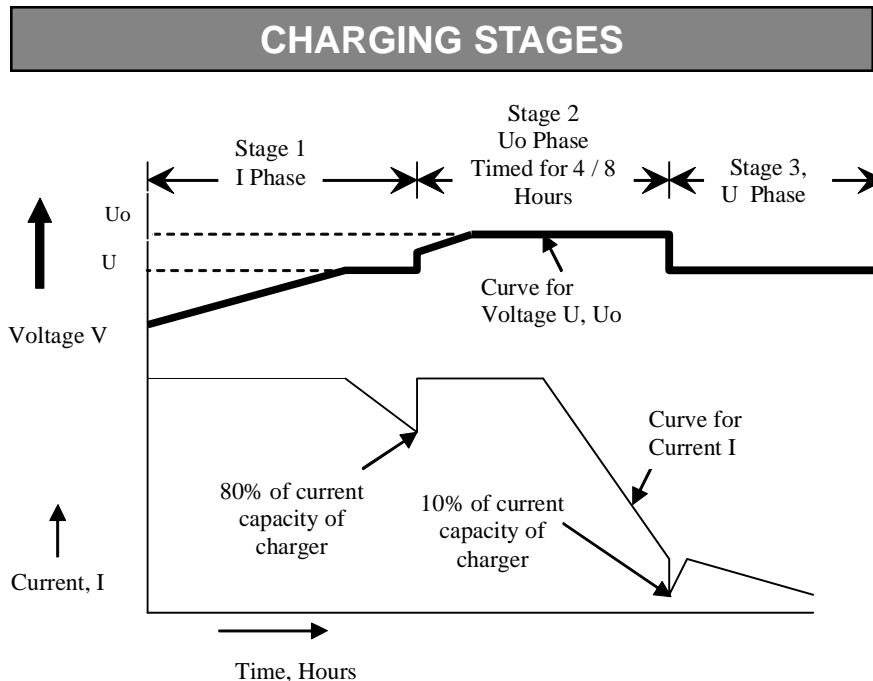 CHARGING STAGES
Stage 1
I Phase
Stage 2
Uo Phase
Timed for 4 / 8
Hours
Stage 3,
U Phase
Uo
U
Voltage V
Curve for
Voltage U, Uo
Curve for
Current I
80% of current
capacity of
charger
10% of current
capacity of
charger
Current, I
Time, Hours